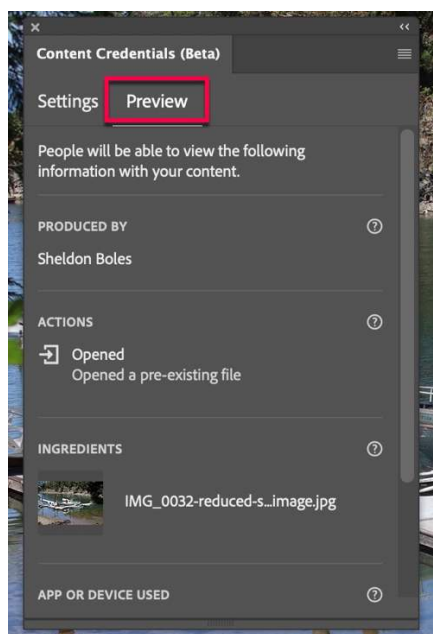 Content Credentials (Beta)
Settings Preview
People will be able to view the following
information with your content.
PRODUCED BY
Sheldon Boles
ACTIONS
Opened
Opened a pre-existing file
INGREDIENTS
IMG_0032-reduced-s...image.jpg
APP OR DEVICE USED